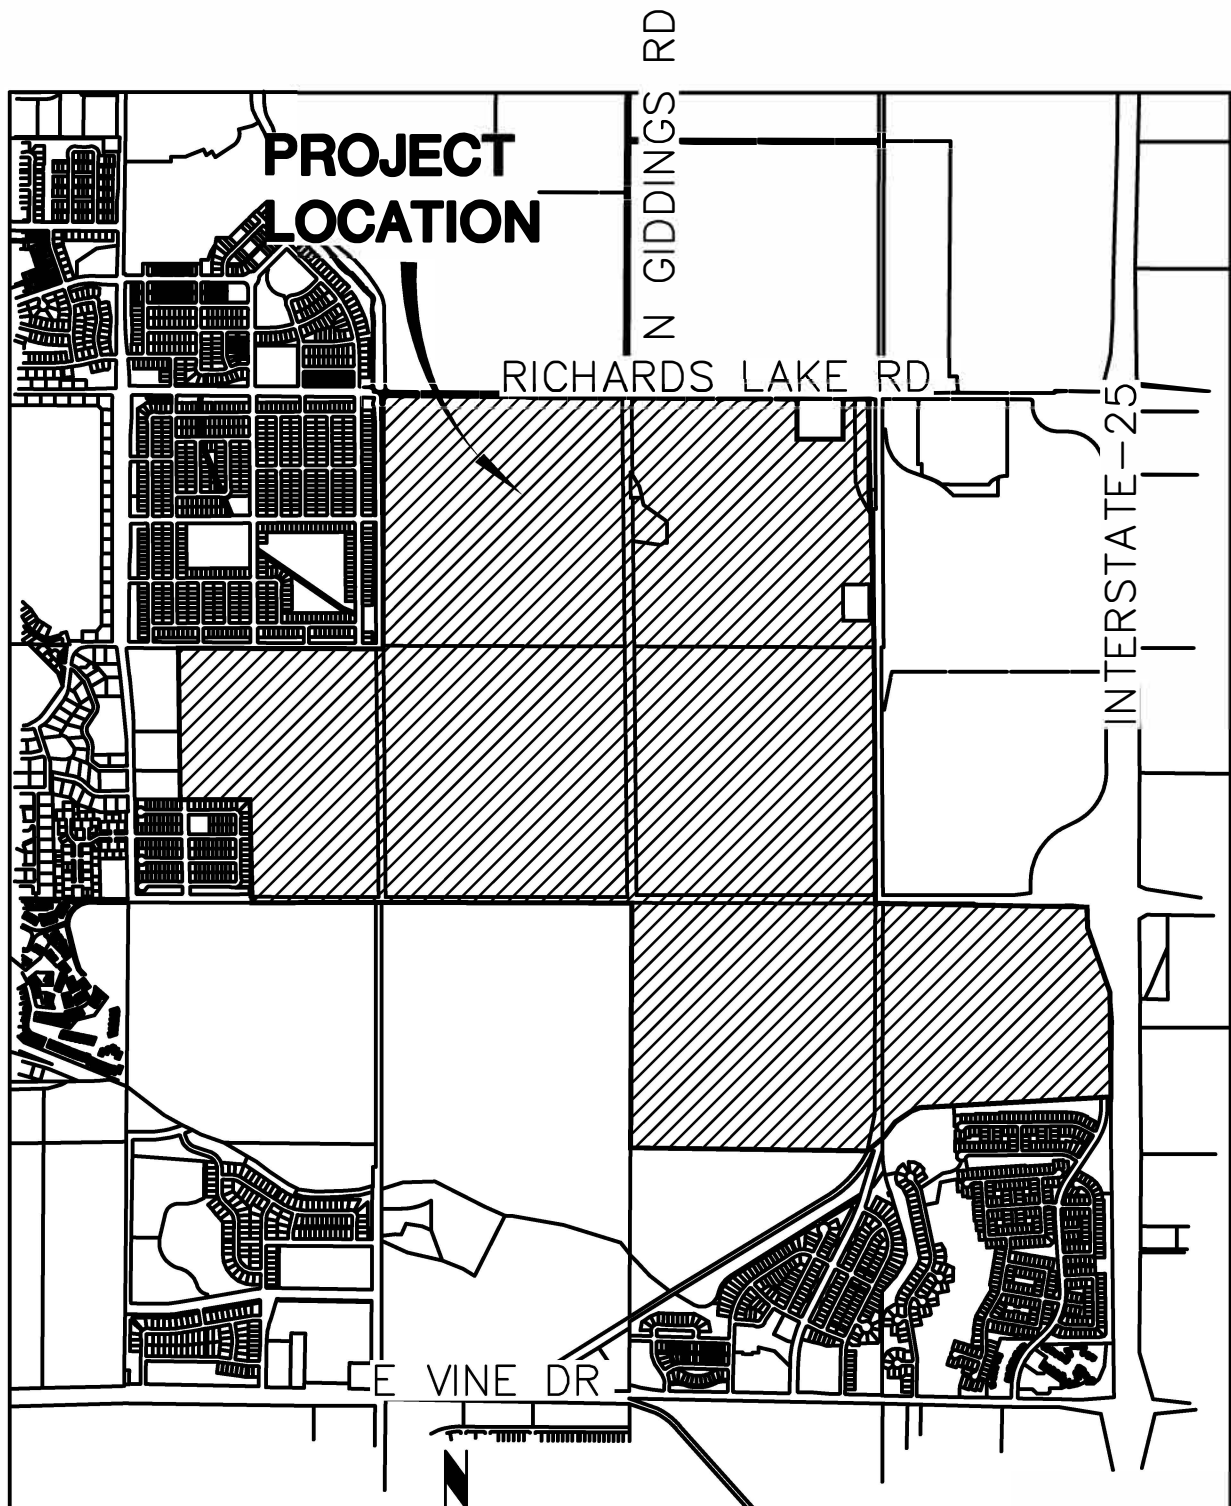 N GIDDINGS RD
PROJECT
LOCATION
RICHARDS LAKE RD
INTERSTATE-25
E VINE DR
N